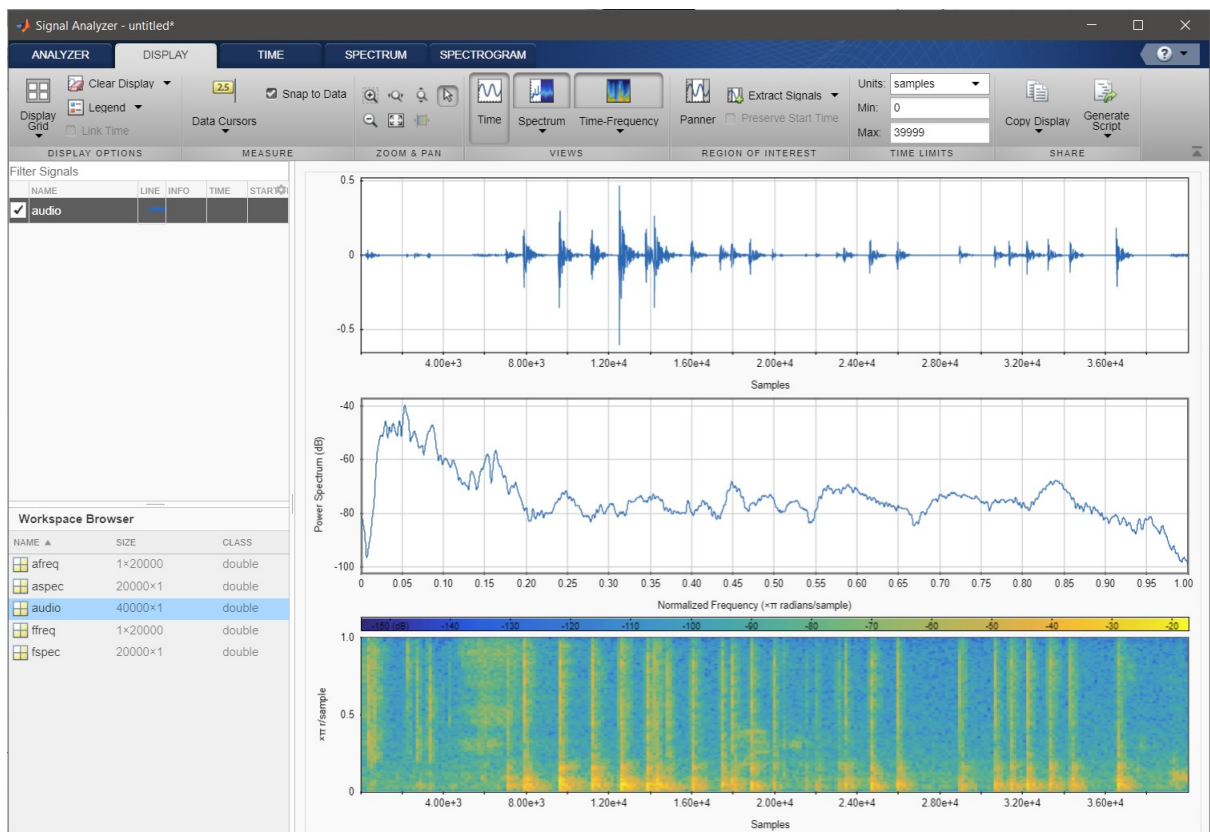 Signal Analyzer - untitled*
ANALYZER DISPLAY TIME SPECTRUM SPECTROGRAM
Display Grid
Clear Display
Legend
Link Time
DISPLAY OPTIONS
2.5
Data Cursors
Snap to Data
MEASURE
ZOOM & PAN
Time
Spectrum
Time-Frequency
VIEWS
Panner
Extract Signals
Preserve Start Time
REGION OF INTEREST
Units: samples
Min: 0
Max: 39999
TIME LIMITS
Copy Display
Generate Script
SHARE
Filter Signals
NAME LINE INFO TIME START
audio
Workspace Browser
NAME SIZE CLASS
afreq 1×20000 double
aspec 20000×1 double
audio 40000×1 double
ffreq 1×20000 double
fspec 20000×1 double
0.5
0
-0.5
4.00e+3 8.00e+3 1.20e+4 1.60e+4 2.00e+4 2.40e+4 2.80e+4 3.20e+4 3.60e+4
Samples
Power Spectrum (dB)
-40
-60
-80
-100
0 0.05 0.10 0.15 0.20 0.25 0.30 0.35 0.40 0.45 0.50 0.55 0.60 0.65 0.70 0.75 0.80 0.85 0.90 0.95 1.00
Normalized Frequency (×π radians/sample)
-150 (dB) -140 -130 -120 -110 -100 -90 -80 -70 -60 -50 -40 -30 -20
×π r/sample
1.0
0.5
0
4.00e+3 8.00e+3 1.20e+4 1.60e+4 2.00e+4 2.40e+4 2.80e+4 3.20e+4 3.60e+4
Samples